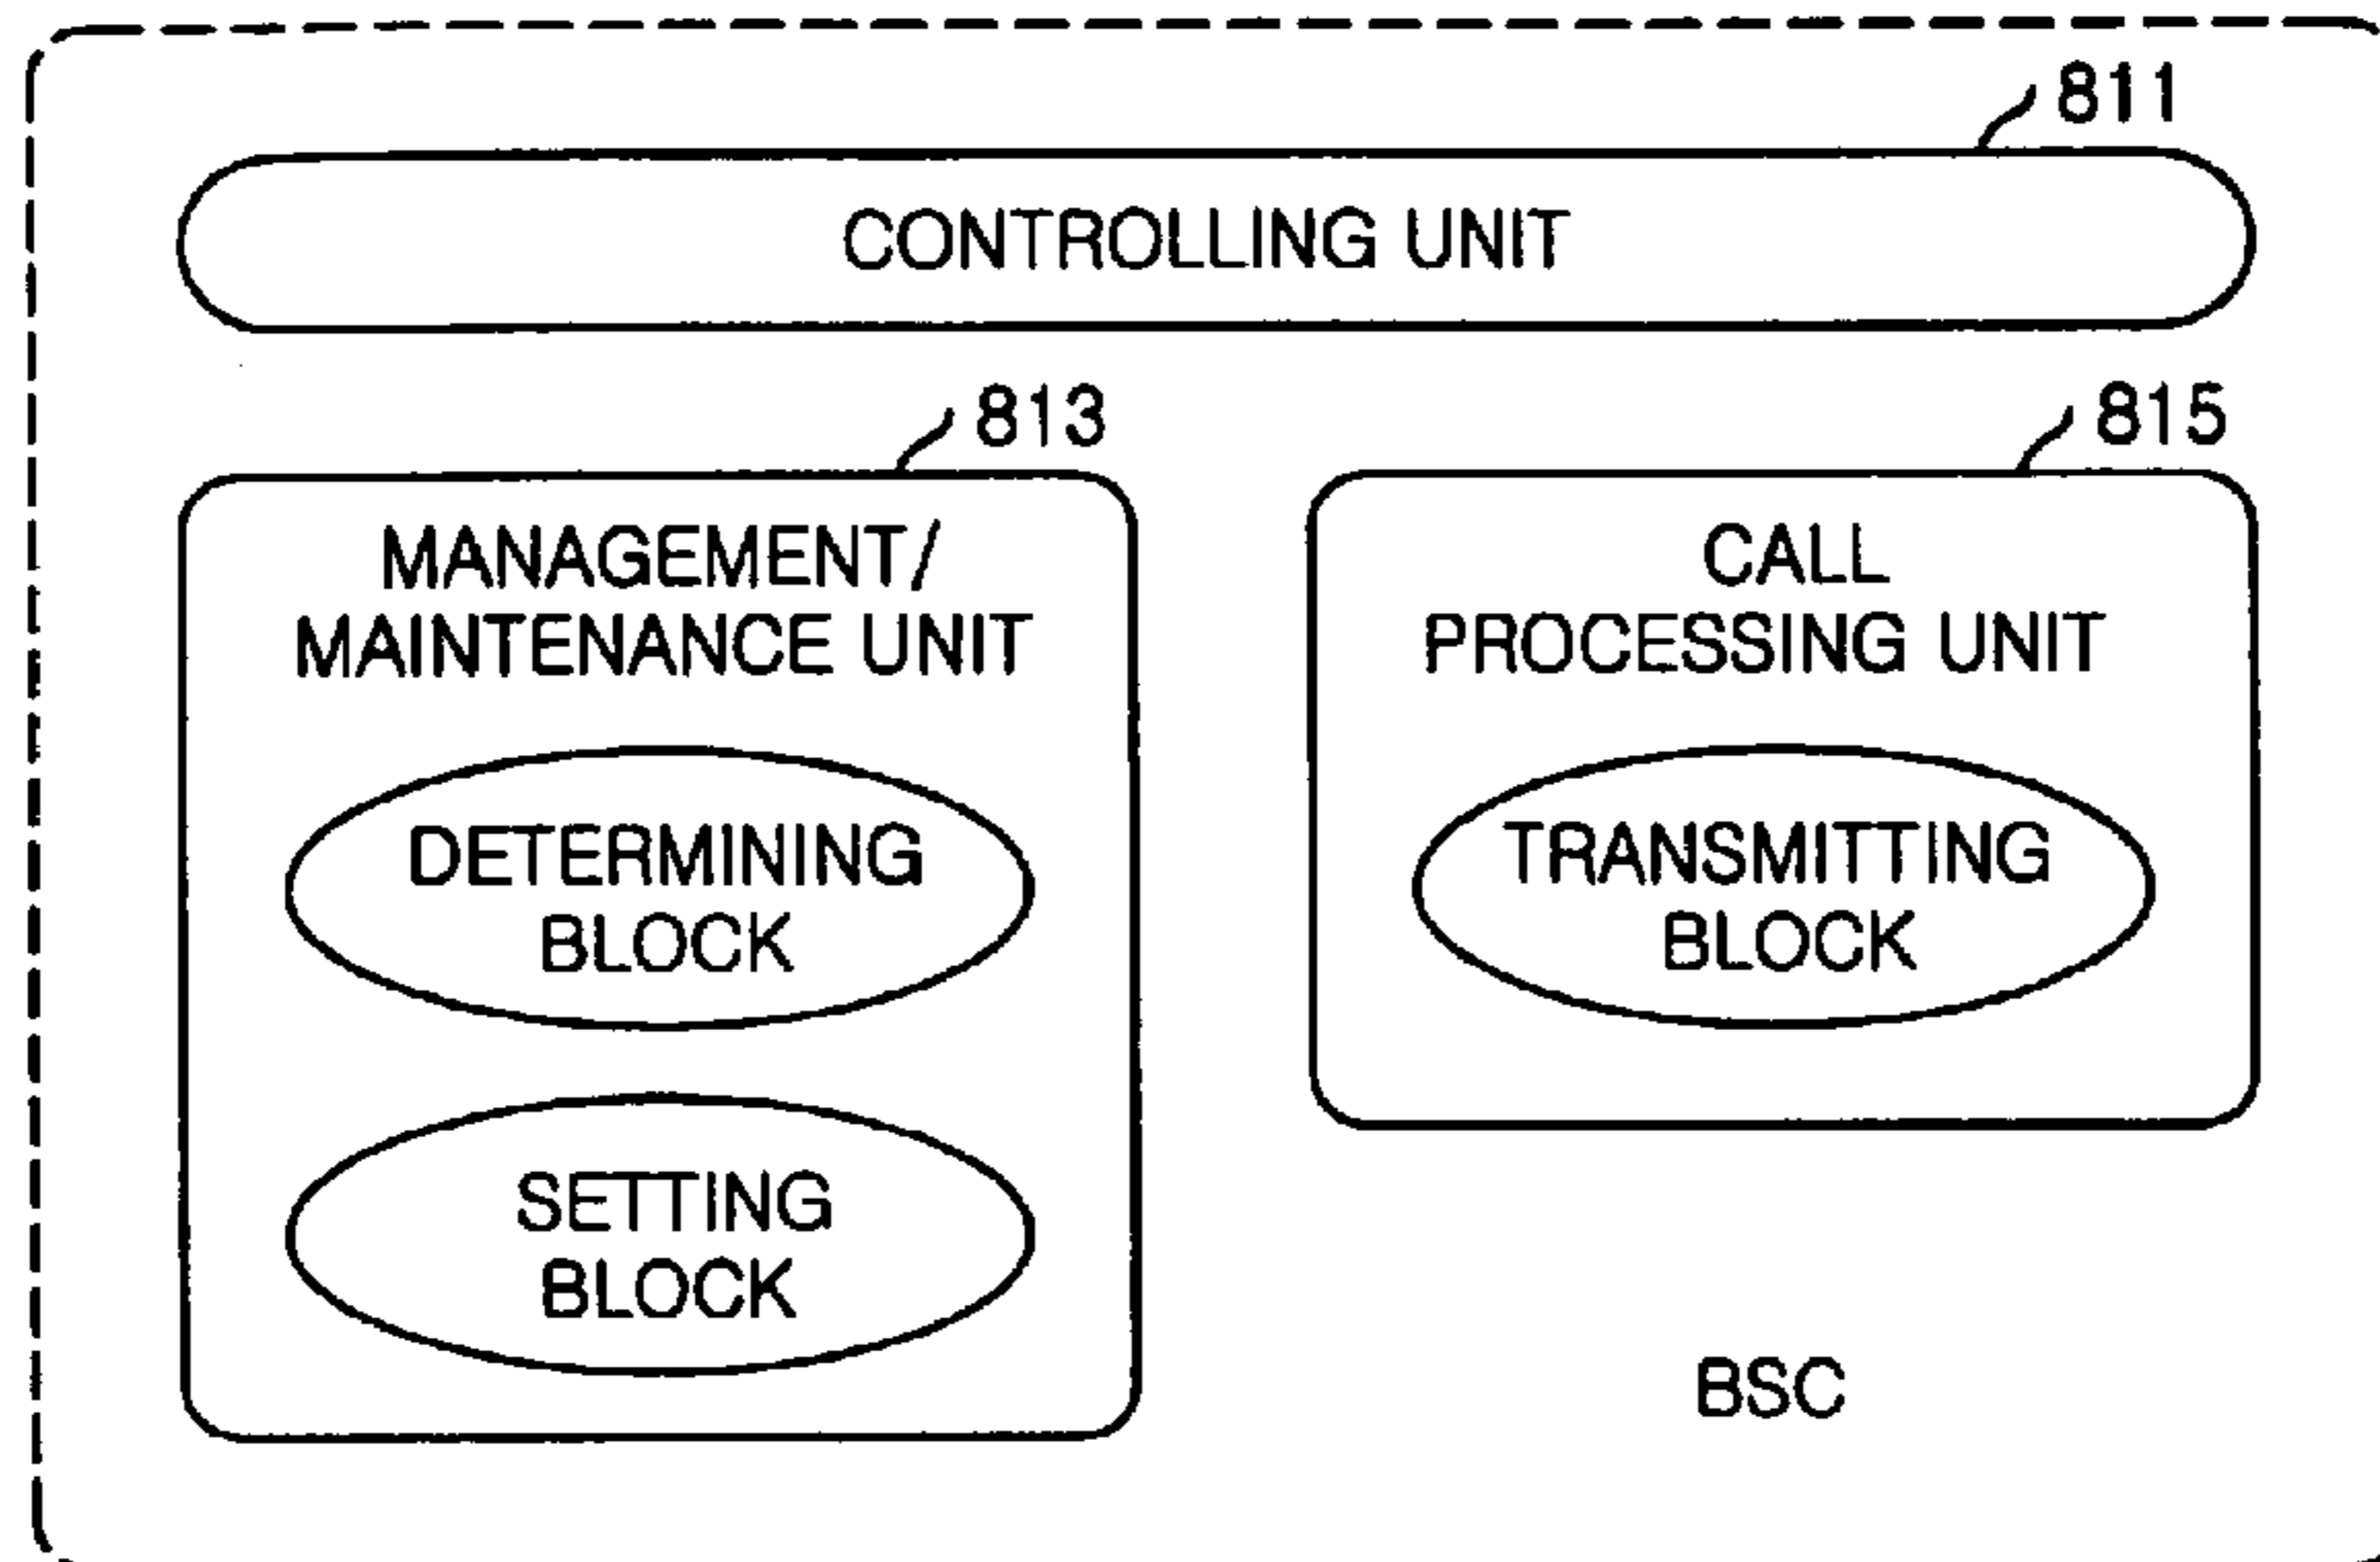 811
CONTROLLING UNIT
813
MANAGEMENT/
MAINTENANCE UNIT
DETERMINING
BLOCK
SETTING
BLOCK
815
CALL
PROCESSING UNIT
TRANSMITTING
BLOCK
BSC